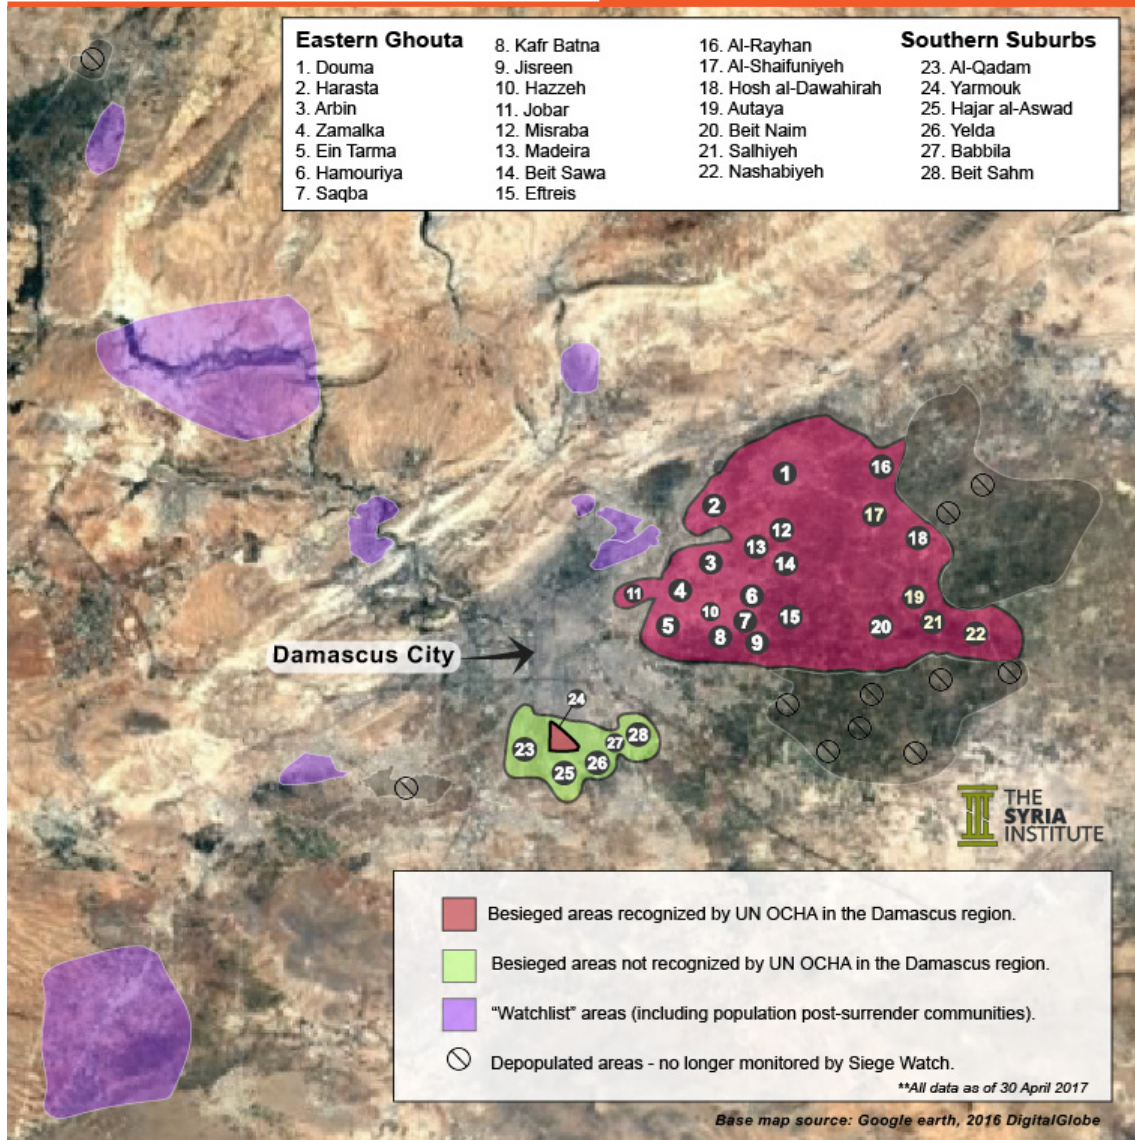 Eastern Ghouta
1. Douma
2. Harasta
3. Arbin
4. Zamalka
5. Ein Tarma
6. Hamouriya
7. Saqba
8. Kafr Batna
9. Jisreen
10. Hazzeh
11. Jobar
12. Misraba
13. Madeira
14. Beit Sawa
15. Eftreis
16. Al-Rayhan
17. Al-Shaifuniyeh
18. Hosh al-Dawahirah
19. Autaya
20. Beit Naim
21. Salhiyeh
22. Nashabiyeh
Southern Suburbs
23. Al-Qadam
24. Yarmouk
25. Hajar al-Aswad
26. Yelda
27. Babbila
28. Beit Sahm
1
16
2
17
12
18
13
3
14
4
11
6
19
10
15
7
21
5
20
22
8
9
Damascus City
24
28
27
23
26
25
THE
SYRIA
INSTITUTE
Besieged areas recognized by UN OCHA in the Damascus region.
Besieged areas not recognized by UN OCHA in the Damascus region.
“Watchlist” areas (including population post-surrender communities).
Depopulated areas - no longer monitored by Siege Watch.
**All data as of 30 April 2017
Base map source: Google earth, 2016 DigitalGlobe